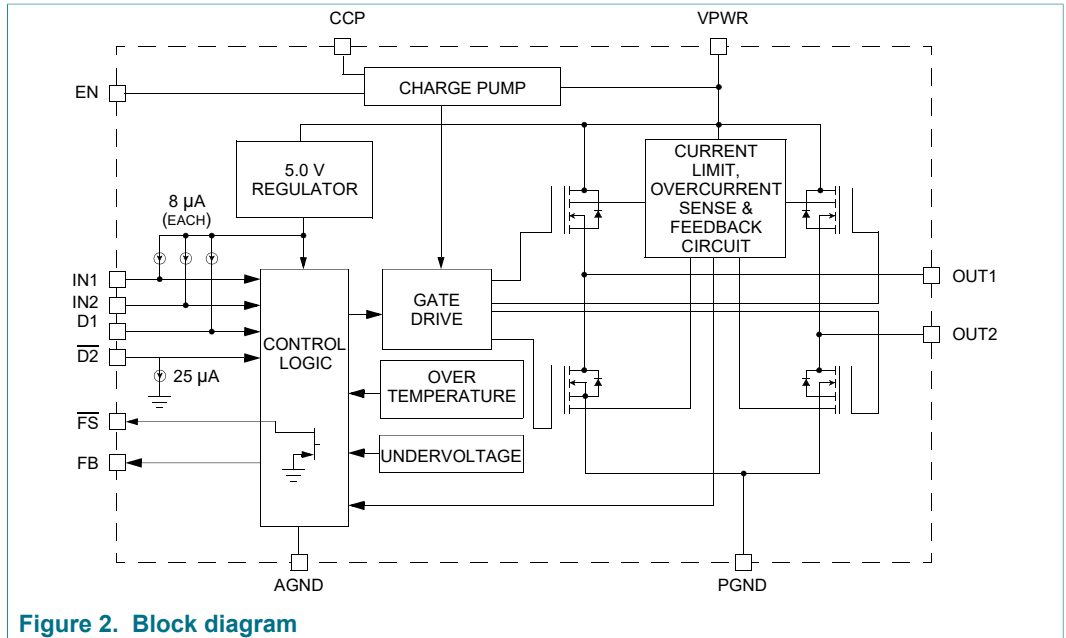 CCP
VPWR
EN
CHARGE PUMP
5.0 V
REGULATOR
CURRENT
LIMIT,
OVERCURRENT
SENSE &
FEEDBACK
CIRCUIT
8 µA
(EACH)
IN1
IN2
D1
D2
25 µA
FS
FB
CONTROL
LOGIC
GATE
DRIVE
OVER
TEMPERATURE
UNDERVOLTAGE
OUT1
OUT2
AGND
PGND
Figure 2. Block diagram